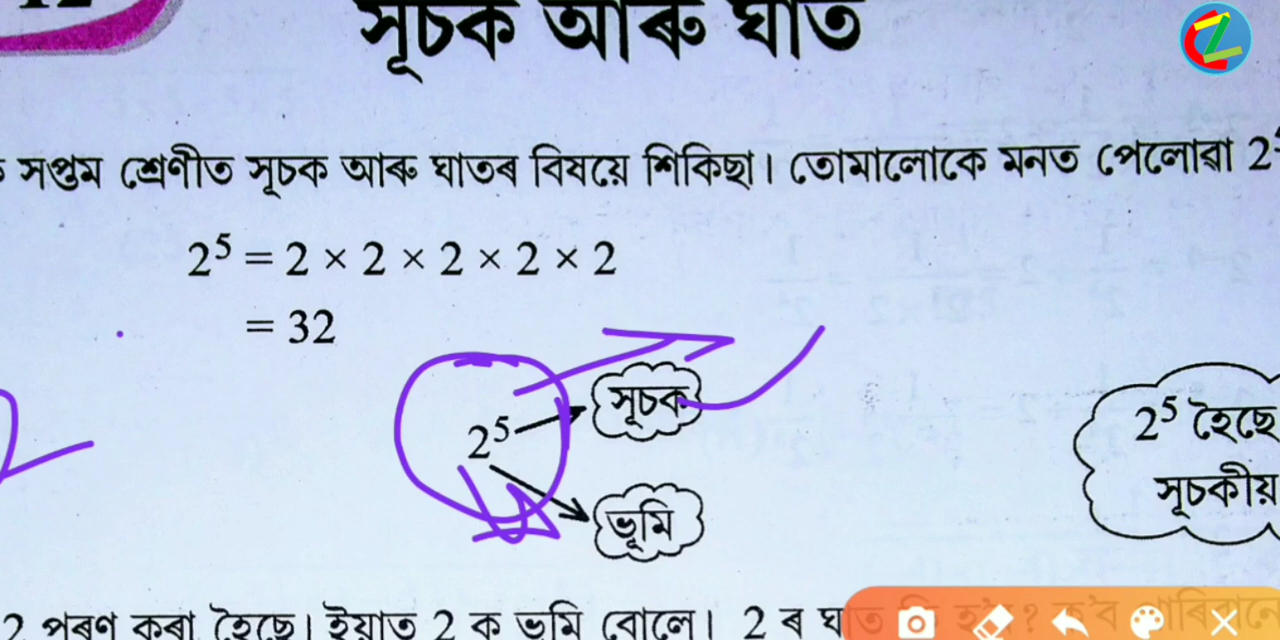 সূচক আৰু ঘাত
সপ্তম শ্ৰেণীত সূচক আৰু ঘাতৰ বিষয়ে শিকিছা। তোমালোকে মনত পেলোৱা 2
2⁵ = 2 × 2 × 2 × 2 × 2
= 32
2⁵
সূচক
ভূমি
2⁵ হৈছে
সূচকীয়
2 পূৰণ কৰা হৈছে। ইয়াত 2 ক ভূমি বোলে। 2 ৰ ঘাত